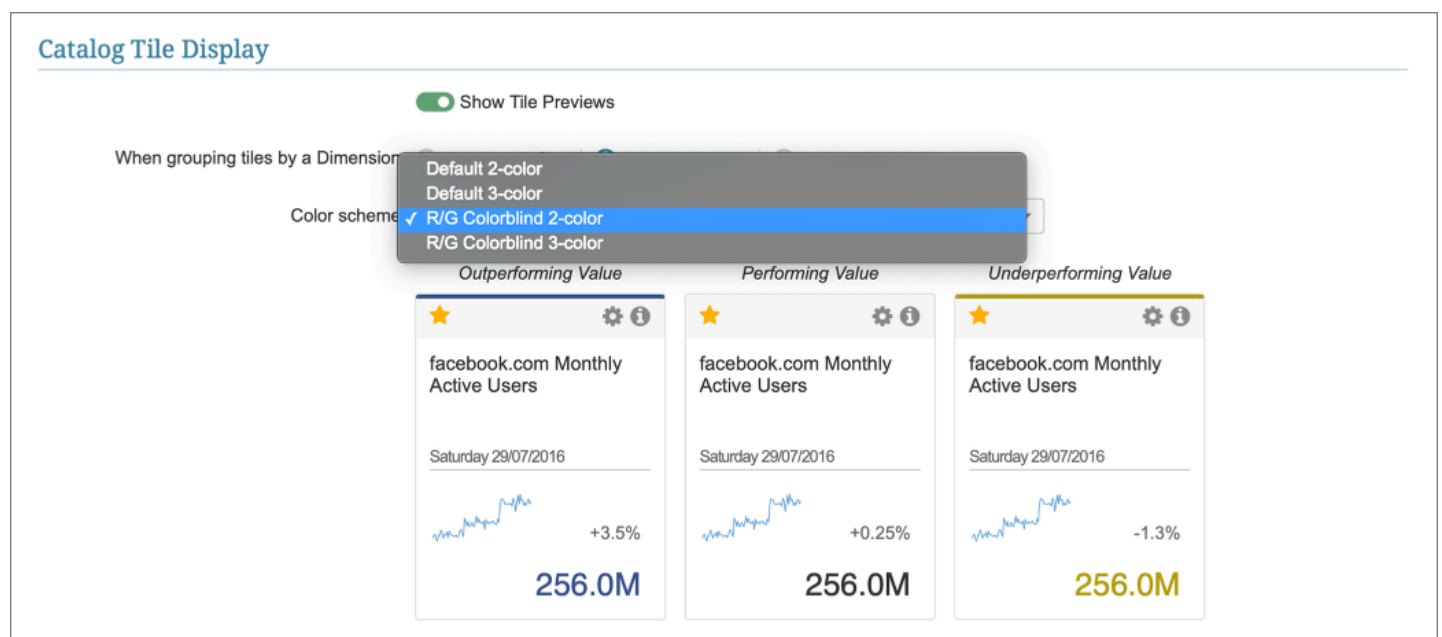 Catalog Tile Display
Show Tile Previews
When grouping tiles by a Dimension
Default 2-color
Default 3-color
Color scheme
✓ R/G Colorblind 2-color
R/G Colorblind 3-color
Outperforming Value
Performing Value
Underperforming Value
facebook.com Monthly
Active Users
Saturday 29/07/2016
+3.5%
256.0M
facebook.com Monthly
Active Users
Saturday 29/07/2016
+0.25%
256.0M
facebook.com Monthly
Active Users
Saturday 29/07/2016
-1.3%
256.0M